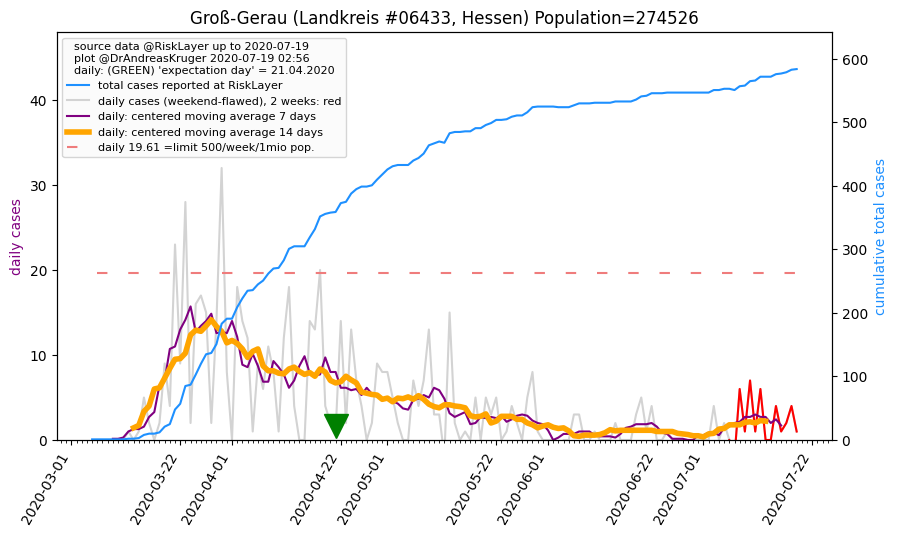 Groß-Gerau (Landkreis #06433, Hessen) Population=274526
source data @RiskLayer up to 2020-07-19
plot @DrAndreasKruger 2020-07-19 02:56
daily: (GREEN) 'expectation day' = 21.04.2020
total cases reported at RiskLayer
daily cases (weekend-flawed), 2 weeks: red
daily: centered moving average 7 days
daily: centered moving average 14 days
daily 19.61 =limit 500/week/1mio pop.
daily cases
40
30
20
10
0
cumulative total cases
600
500
400
300
200
100
0
2020-03-01
2020-03-22
2020-04-01
2020-04-22
2020-05-01
2020-05-22
2020-06-01
2020-06-22
2020-07-01
2020-07-22